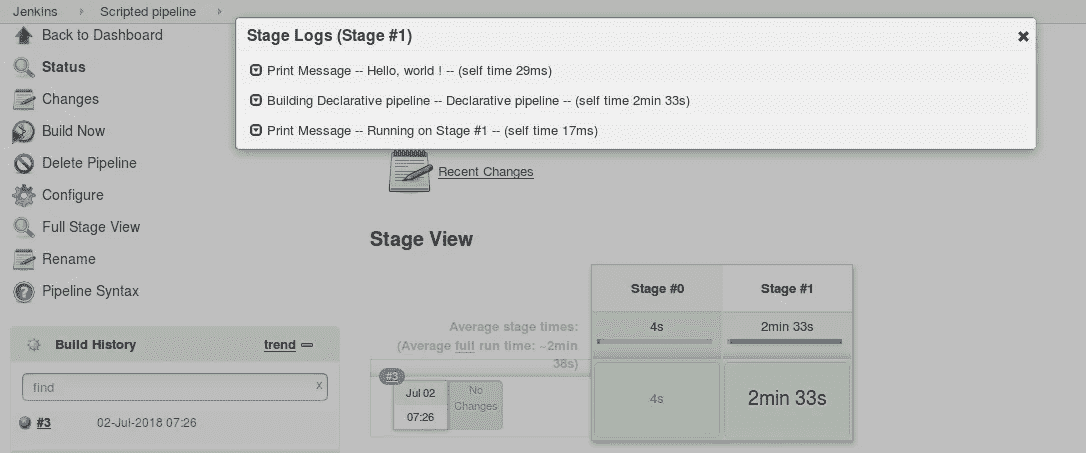 Jenkins Scripted pipeline
Stage Logs (Stage #1)
Print Message -- Hello, world ! -- (self time 29ms)
Building Declarative pipeline -- Declarative pipeline -- (self time 2min 33s)
Print Message -- Running on Stage #1 -- (self time 17ms)
Back to Dashboard
Status
Changes
Build Now
Delete Pipeline
Configure
Full Stage View
Rename
Pipeline Syntax
Build History trend
find x
#3 02-Jul-2018 07:26
Recent Changes
Stage View
Stage #0 Stage #1
Average stage times: 4s 2min 33s
(Average full run time: ~2min
38s)
#3
Jul 02
07:26
No
Changes
4s 2min 33s